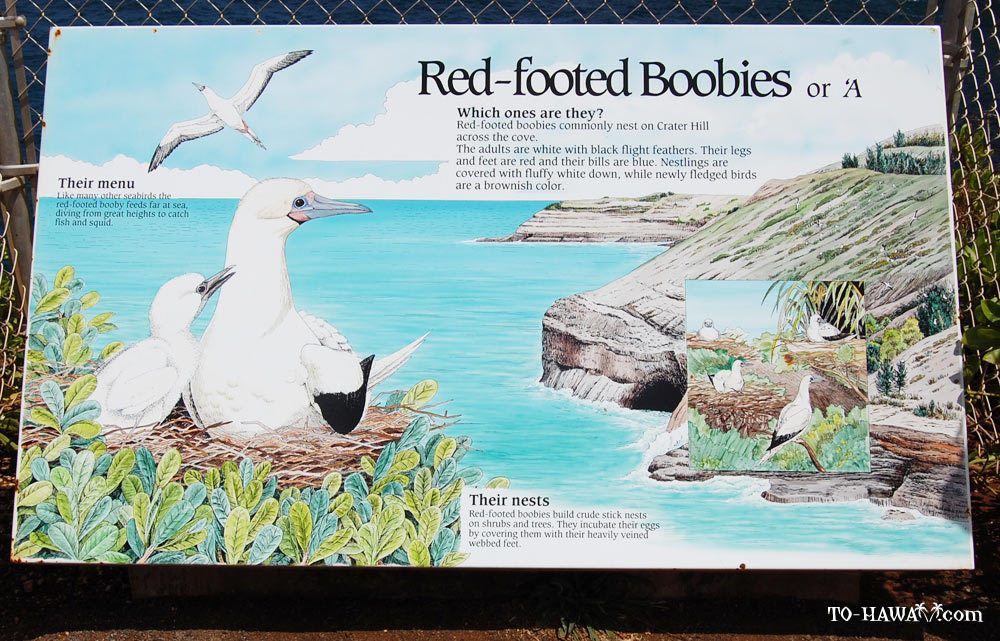 Red-footed Boobies or 'A
Which ones are they?
Red-footed boobies commonly nest on Crater Hill
across the cove.
The adults are white with black flight feathers. Their legs
and feet are red and their bills are blue. Nestlings are
covered with fluffy white down, while newly fledged birds
are a brownish color.
Their menu
Like many other seabirds the
red-footed booby feeds far at sea,
diving from great heights to catch
fish and squid.
Their nests
Red-footed boobies build crude stick nests
on shrubs and trees. They incubate their eggs
by covering them with their heavily veined
webbed feet.
TO-HAWAII.com